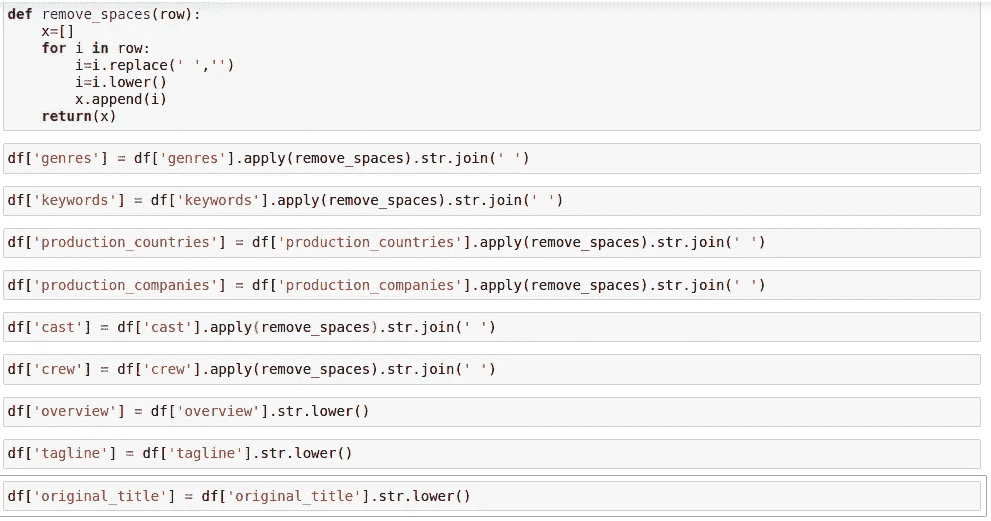 def remove_spaces(row):
    x=[]
    for i in row:
        i=i.replace(' ','')
        i=i.lower()
        x.append(i)
    return(x)
df['genres'] = df['genres'].apply(remove_spaces).str.join(' ')
df['keywords'] = df['keywords'].apply(remove_spaces).str.join(' ')
df['production_countries'] = df['production_countries'].apply(remove_spaces).str.join(' ')
df['production_companies'] = df['production_companies'].apply(remove_spaces).str.join(' ')
df['cast'] = df['cast'].apply(remove_spaces).str.join(' ')
df['crew'] = df['crew'].apply(remove_spaces).str.join(' ')
df['overview'] = df['overview'].str.lower()
df['tagline'] = df['tagline'].str.lower()
df['original_title'] = df['original_title'].str.lower()